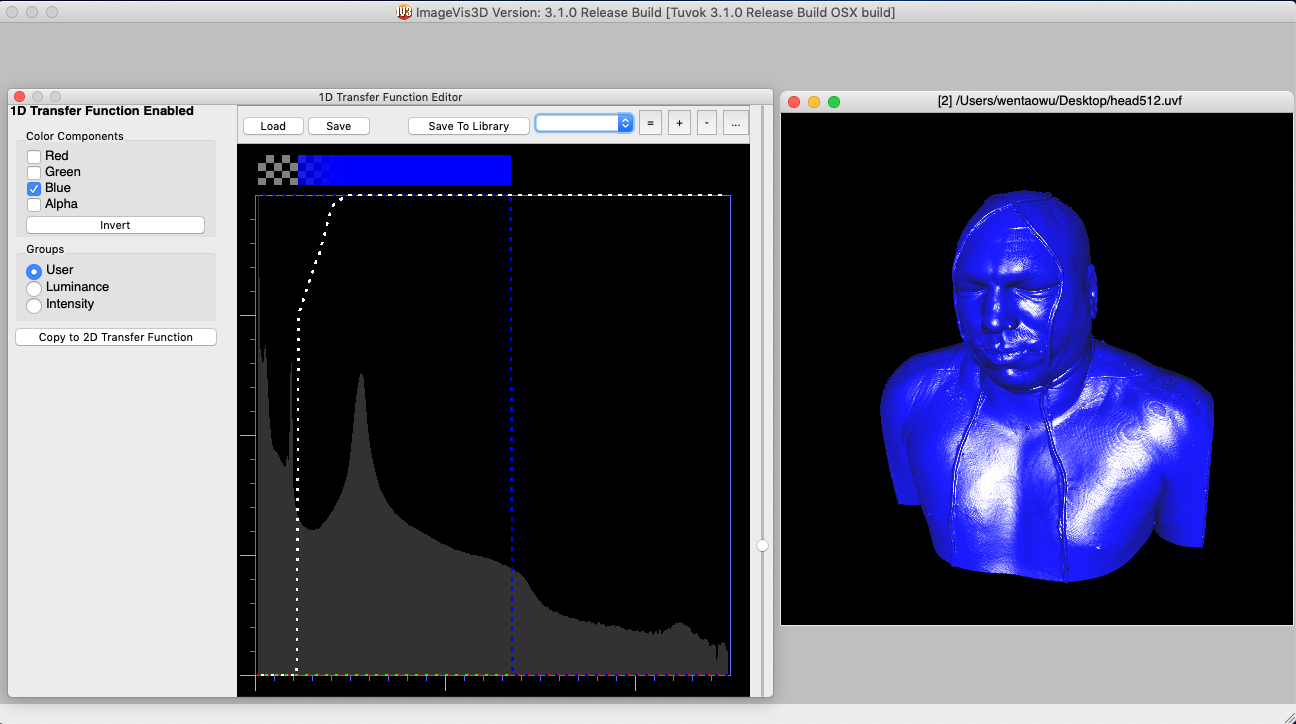 ImageVis3D Version: 3.1.0 Release Build [Tuvok 3.1.0 Release Build OSX build]
1D Transfer Function Editor
1D Transfer Function Enabled
Color Components
Red
Green
Blue
Alpha
Invert
Groups
User
Luminance
Intensity
Copy to 2D Transfer Function
Load
Save
Save To Library
=
+
-
...
[2] /Users/wentaowu/Desktop/head512.uvf